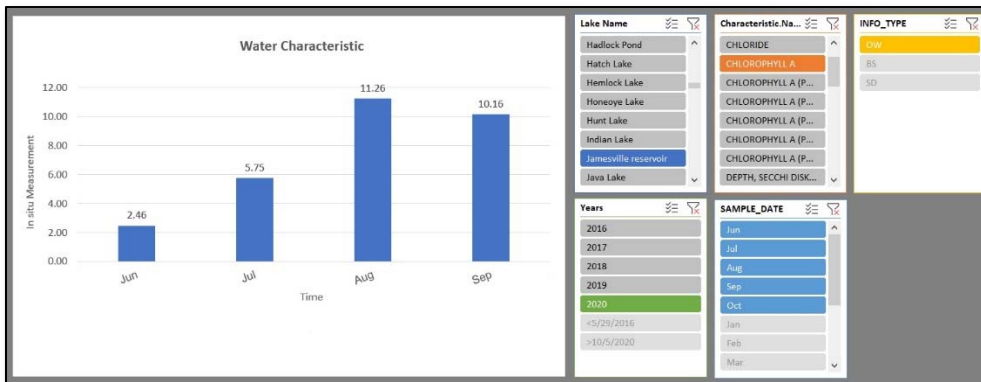 Water Characteristic
In situ Measurement
12.00
10.00
8.00
6.00
4.00
2.00
0.00
2.46
5.75
11.26
10.16
Jun
Jul
Aug
Sep
Time
Lake Name
Hadlock Pond
Hatch Lake
Hemlock Lake
Honeoye Lake
Hunt Lake
Indian Lake
Jamesville reservoir
Java Lake
Characteristic.Na...
CHLORIDE
CHLOROPHYLL A
CHLOROPHYLL A (P...
CHLOROPHYLL A (P...
CHLOROPHYLL A (P...
CHLOROPHYLL A (P...
CHLOROPHYLL A (P...
DEPTH, SECCHI DISK...
INFO_TYPE
OW
BS
SD
Years
2016
2017
2018
2019
2020
<5/29/2016
>10/5/2020
SAMPLE_DATE
Jun
Jul
Aug
Sep
Oct
Jan
Feb
Mar